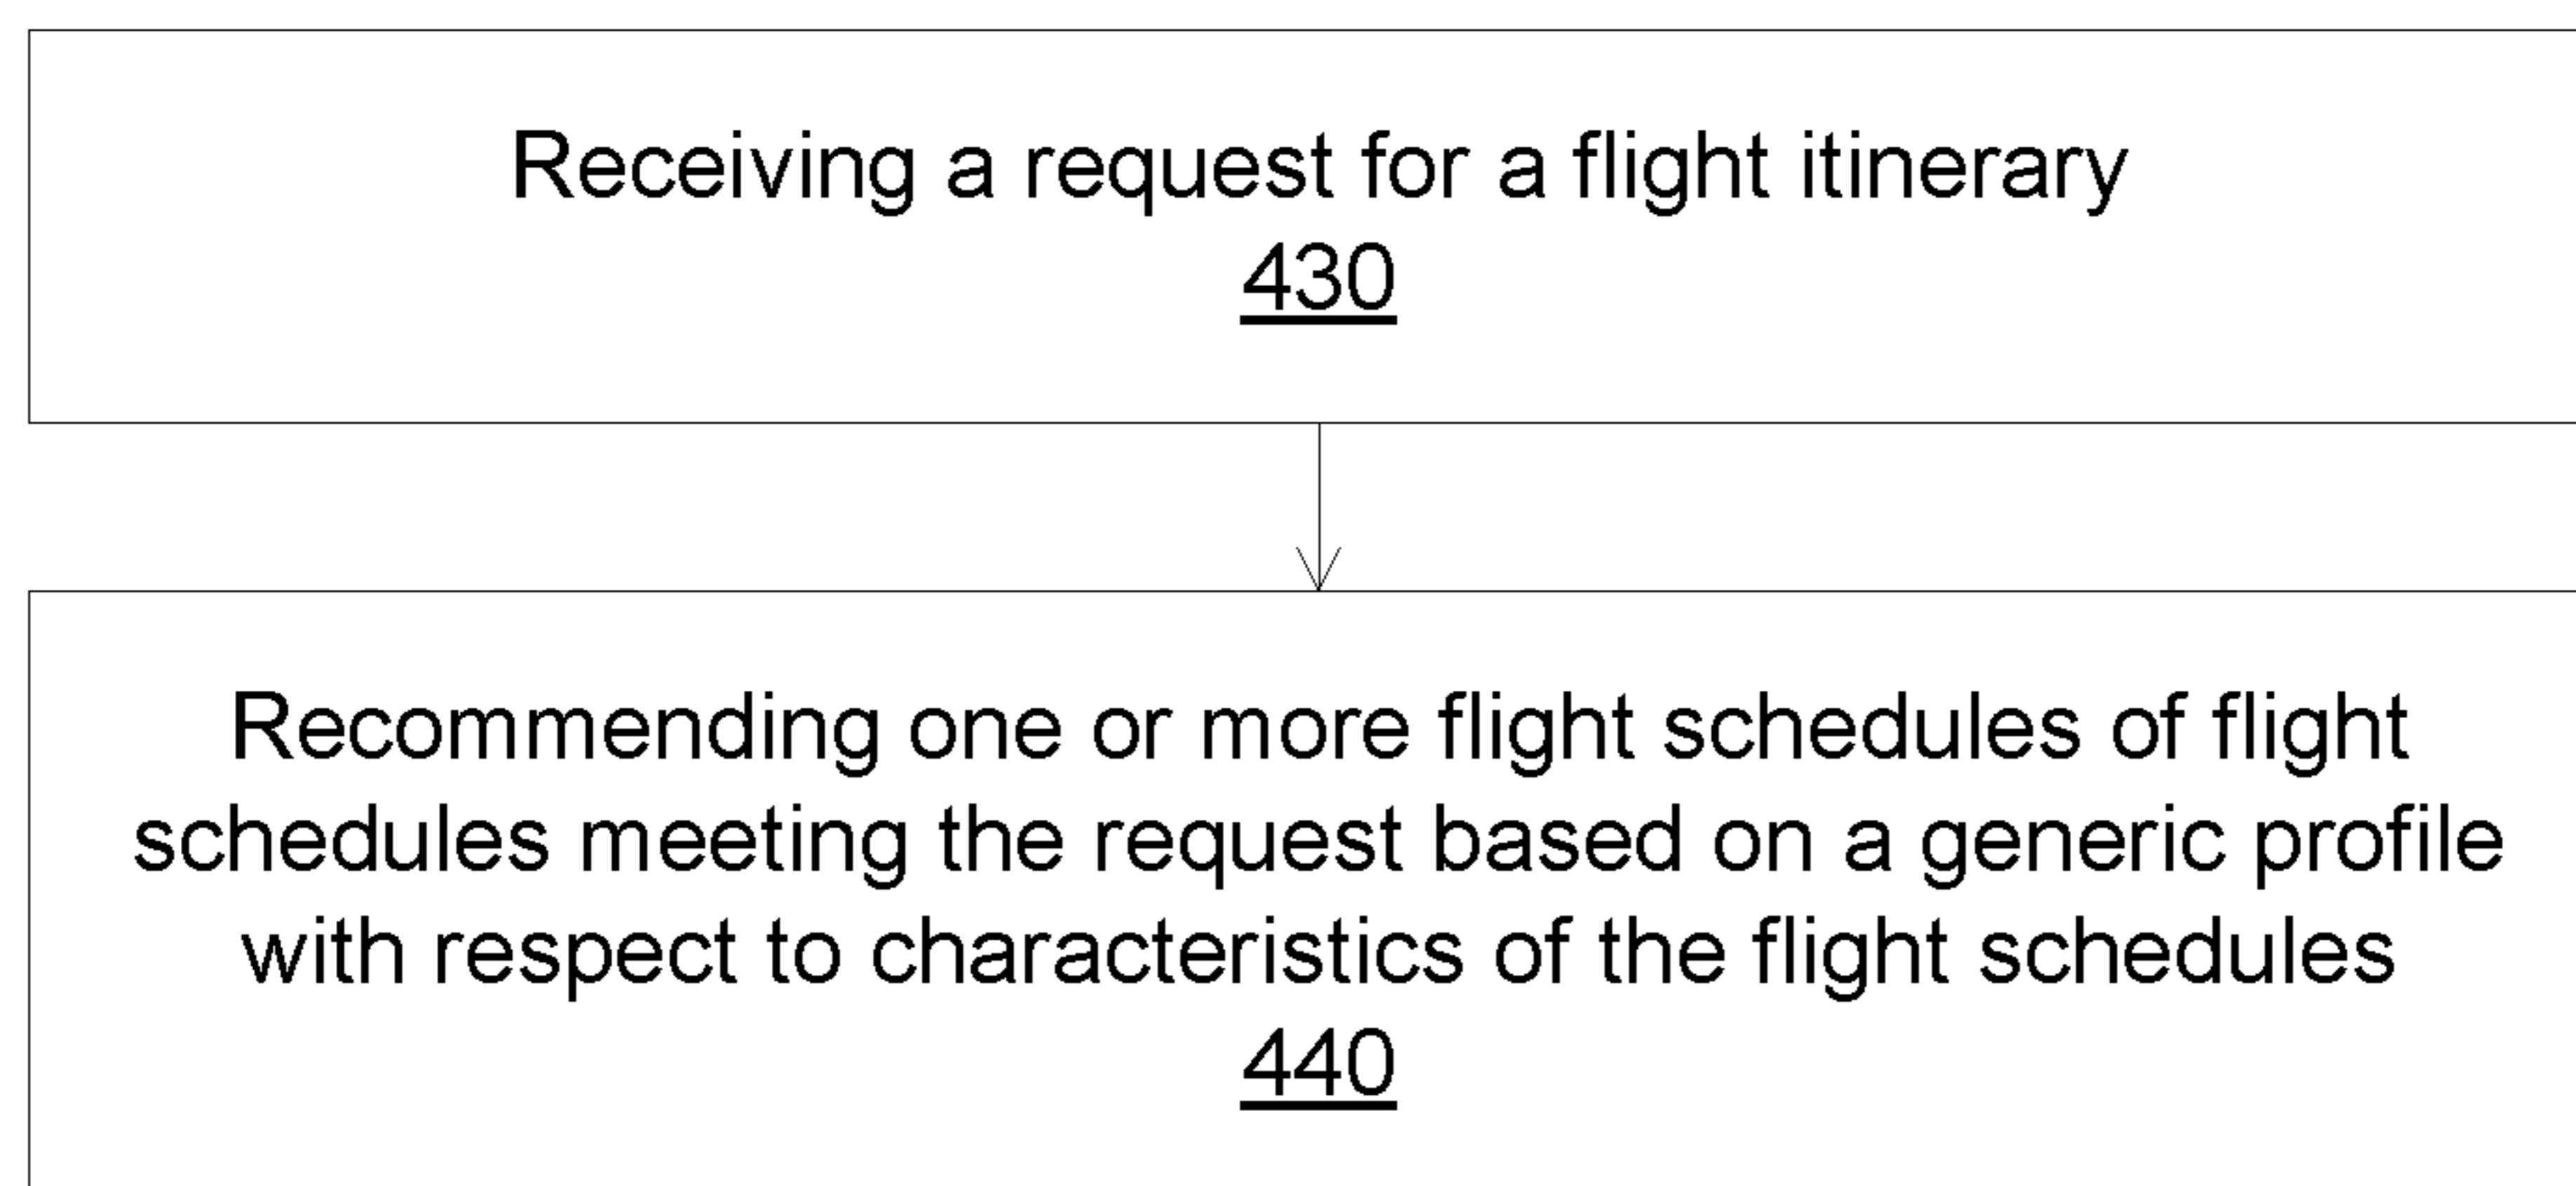 Receiving a request for a flight itinerary
430
Recommending one or more flight schedules of flight
schedules meeting the request based on a generic profile
with respect to characteristics of the flight schedules
440